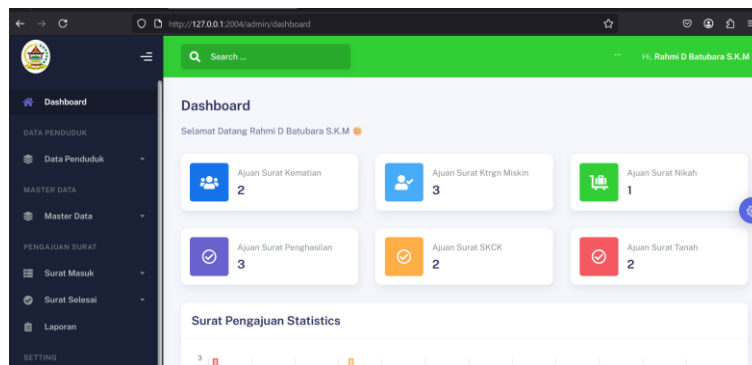 http://127.0.0.1:2004/admin/dashboard
Search ...
Hi, Rahmi D Batubara S.K.M
Dashboard
DATA PENDUDUK
Data Penduduk
MASTER DATA
Master Data
PENGAJUAN SURAT
Surat Masuk
Surat Selesai
Laporan
SETTING
Dashboard
Selamat Datang Rahmi D Batubara S.K.M
Ajuan Surat Kematian
2
Ajuan Surat Ktrgn Miskin
3
Ajuan Surat Nikah
1
Ajuan Surat Penghasilan
3
Ajuan Surat SKCK
2
Ajuan Surat Tanah
2
Surat Pengajuan Statistics
3